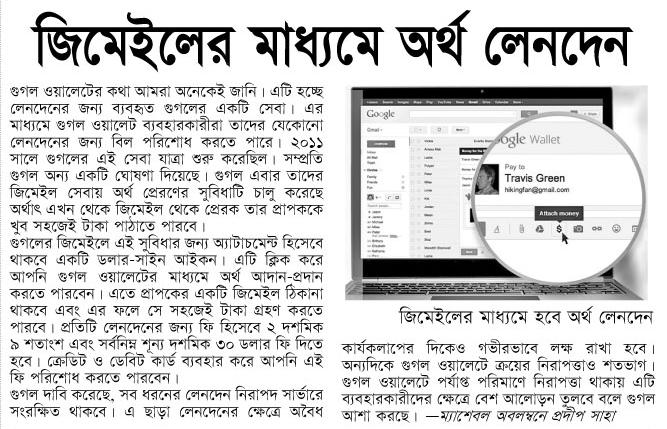 জিমেইলের মাধ্যমে অর্থ লেনদেন
গুগল ওয়ালেটের কথা আমরা অনেকেই জানি। এটি হচ্ছে
লেনদেনের জন্য ব্যবহৃত গুগলের একটি সেবা। এর
মাধ্যমে গুগল ওয়ালেট ব্যবহারকারীরা তাদের যেকোনো
লেনদেনের জন্য বিল পরিশোধ করতে পারে। ২০১১
সালে গুগলের এই সেবা যাত্রা শুরু করেছিল। সম্প্রতি
গুগল অন্য একটি ঘোষণা দিয়েছে। গুগল এবার তাদের
জিমেইল সেবায় অর্থ প্রেরণের সুবিধাটি চালু করেছে
অর্থাৎ এখন থেকে জিমেইল থেকে প্রেরক তার প্রাপককে
খুব সহজেই টাকা পাঠাতে পারবে।
গুগলের জিমেইলে এই সুবিধার জন্য অ্যাটাচমেন্ট হিসেবে
থাকবে একটি ডলার-সাইন আইকন। এটি ক্লিক করে
আপনি গুগল ওয়ালেটের মাধ্যমে অর্থ আদান-প্রদান
করতে পারবেন। এতে প্রাপকের একটি জিমেইল ঠিকানা
থাকবে এবং এর ফলে সে সহজেই টাকা গ্রহণ করতে
পারবে। প্রতিটি লেনদেনের জন্য ফি হিসেবে ২ দশমিক
৯ শতাংশ এবং সর্বনিম্ন শূন্য দশমিক ৩০ ডলার ফি দিতে
হবে। ক্রেডিট ও ডেবিট কার্ড ব্যবহার করে আপনি এই
ফি পরিশোধ করতে পারবেন।
গুগল দাবি করেছে, সব ধরনের লেনদেন নিরাপদ সার্ভারে
সংরক্ষিত থাকবে। এ ছাড়া লেনদেনের ক্ষেত্রে অবৈধ
Google
Gmail
ogle Wallet
Pay to
Travis Green
hikingfan@gmail.com
Attach money
জিমেইলের মাধ্যমে হবে অর্থ লেনদেন
কার্যকলাপের দিকেও গভীরভাবে লক্ষ রাখা হবে।
অন্যদিকে গুগল ওয়ালেটে ক্রয়ের নিরাপত্তাও শতভাগ।
গুগল ওয়ালেটে পর্যাপ্ত পরিমাণে নিরাপত্তা থাকায় এটি
ব্যবহারকারীদের ক্ষেত্রে বেশ আলোড়ন তুলবে বলে গুগল
আশা করছে। —ম্যাশেবল অবলম্বনে প্রদীপ সাহা